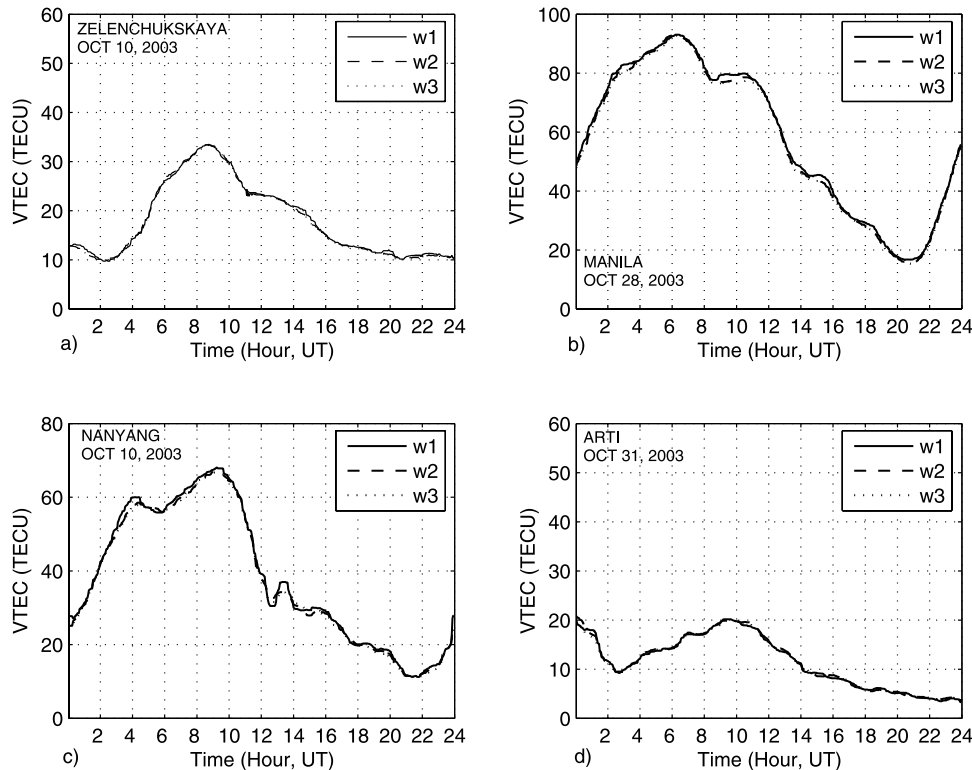 60
50
40
30
20
10
0
VTEC (TECU)
ZELENCHUKSKAYA
OCT 10, 2003
w1
w2
w3
2 4 6 8 10 12 14 16 18 20 22 24
a)
Time (Hour, UT)
100
80
60
40
20
0
VTEC (TECU)
w1
w2
w3
MANILA
OCT 28, 2003
2 4 6 8 10 12 14 16 18 20 22 24
b)
Time (Hour, UT)
80
60
40
20
0
VTEC (TECU)
NANYANG
OCT 10, 2003
w1
w2
w3
2 4 6 8 10 12 14 16 18 20 22 24
c)
Time (Hour, UT)
60
50
40
30
20
10
0
VTEC (TECU)
ARTI
OCT 31, 2003
w1
w2
w3
2 4 6 8 10 12 14 16 18 20 22 24
d)
Time (Hour, UT)